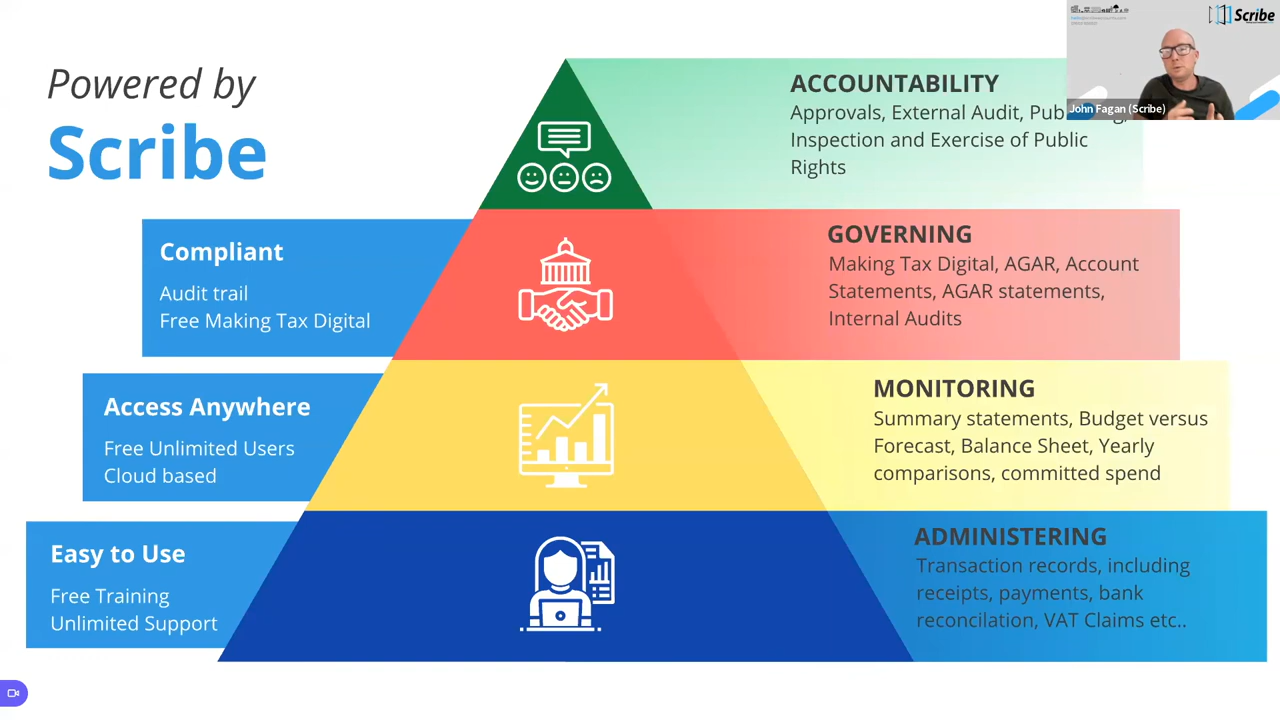 Powered by
Scribe
Compliant
Audit trail
Free Making Tax Digital
Access Anywhere
Free Unlimited Users
Cloud based
Easy to Use
Free Training
Unlimited Support
ACCOUNTABILITY
Approvals, External Audit,
Inspection and Exercise of Public
Rights
GOVERNING
Making Tax Digital, AGAR, Account
Statements, AGAR statements,
Internal Audits
MONITORING
Summary statements, Budget versus
Forecast, Balance Sheet, Yearly
comparisons, committed spend
ADMINISTERING
Transaction records, including
receipts, payments, bank
reconcilation, VAT Claims etc..
Scribe
John Fagan (Scribe)